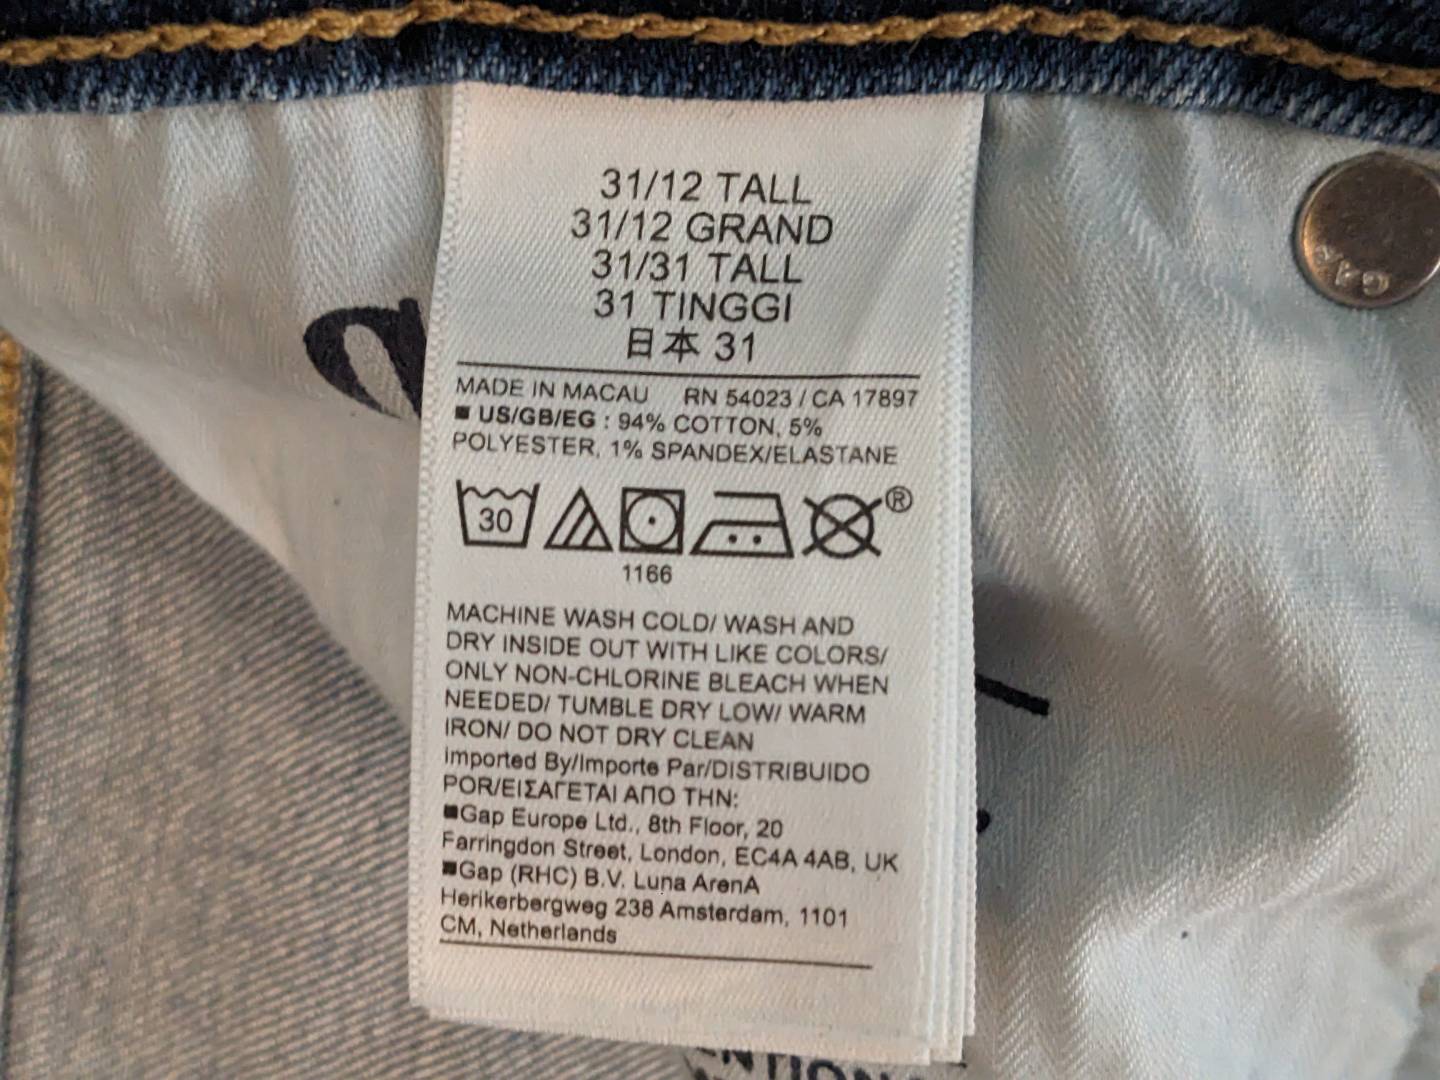 31/12 TALL
31/12 GRAND
31/31 TALL
31 TINGGI
日本 31
MADE IN MACAU RN 54023 / CA 17897
■ US/GB/EG : 94% COTTON, 5%
POLYESTER, 1% SPANDEX/ELASTANE
30
®
1166
MACHINE WASH COLD/ WASH AND
DRY INSIDE OUT WITH LIKE COLORS/
ONLY NON-CHLORINE BLEACH WHEN
NEEDED/ TUMBLE DRY LOW/ WARM
IRON/ DO NOT DRY CLEAN
Imported By/Importe Par/DISTRIBUIDO
POR/ΕΙΣΑΓΕΤΑΙ ΑΠΟ ΤΗΝ:
■Gap Europe Ltd., 8th Floor, 20
Farringdon Street, London, EC4A 4AB, UK
■Gap (RHC) B.V. Luna ArenA
Herikerbergweg 238 Amsterdam, 1101
CM, Netherlands